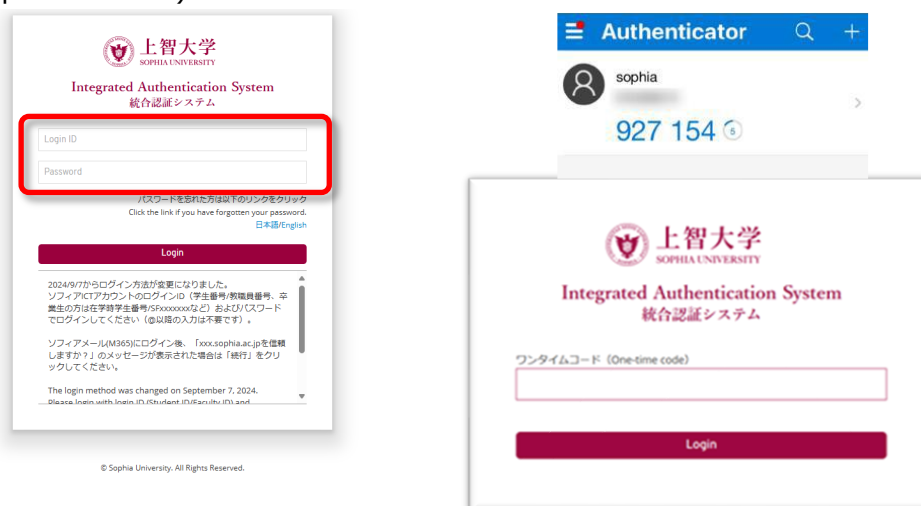 上智大学
SOPHIA UNIVERSITY
Integrated Authentication System
統合認証システム
Login ID
Password
パスワードを忘れた方は以下のリンクをクリック
Click the link if you have forgotten your password.
日本語/English
Login
2024/9/7からログイン方法が変更になりました。
ソフィアICTアカウントのログインID（学生番号/教職員番号、卒
業生の方は在学時学生番号/SFxxxxxxxなど）およびパスワード
でログインしてください（@以降の入力は不要です）。
ソフィアメール(M365)にログイン後、「xxx.sophia.ac.jpを信頼
しますか？」のメッセージが表示された場合は「続行」をクリ
ックしてください。
The login method was changed on September 7, 2024.
Please login with login ID (Student ID/Faculty ID) and
© Sophia University. All Rights Reserved.
Authenticator
sophia
927 154 6
上智大学
SOPHIA UNIVERSITY
Integrated Authentication System
統合認証システム
ワンタイムコード（One-time code）
Login